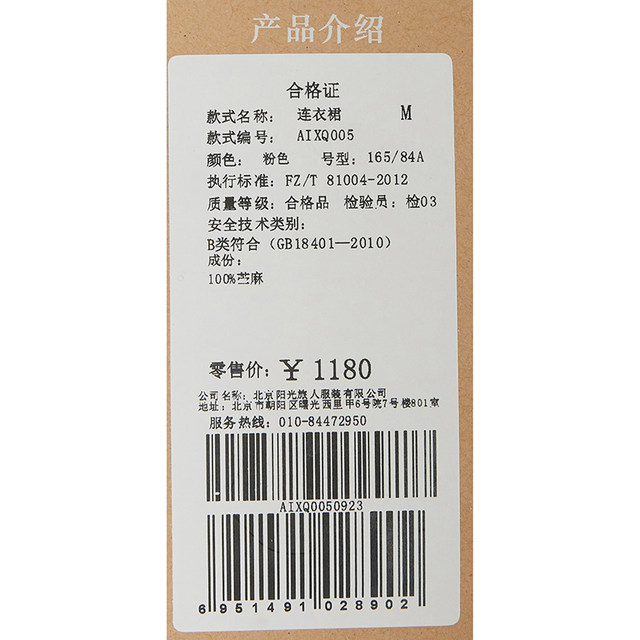 产品介绍
合格证
款式名称: 连衣裙 M
款式编号: AIXQ005
颜色: 粉色 号型: 165/84A
执行标准: FZ/T 81004-2012
质量等级: 合格品 检验员: 检03
安全技术类别:
B类符合（GB18401—2010）
成份:
100%苎麻
零售价: ￥1180
公司名称: 北京阳光旅人服装有限公司
地址: 北京市朝阳区曙光西里甲6号院7号楼801室
服务热线: 010-84472950
AIXQ0050923
6951491028902